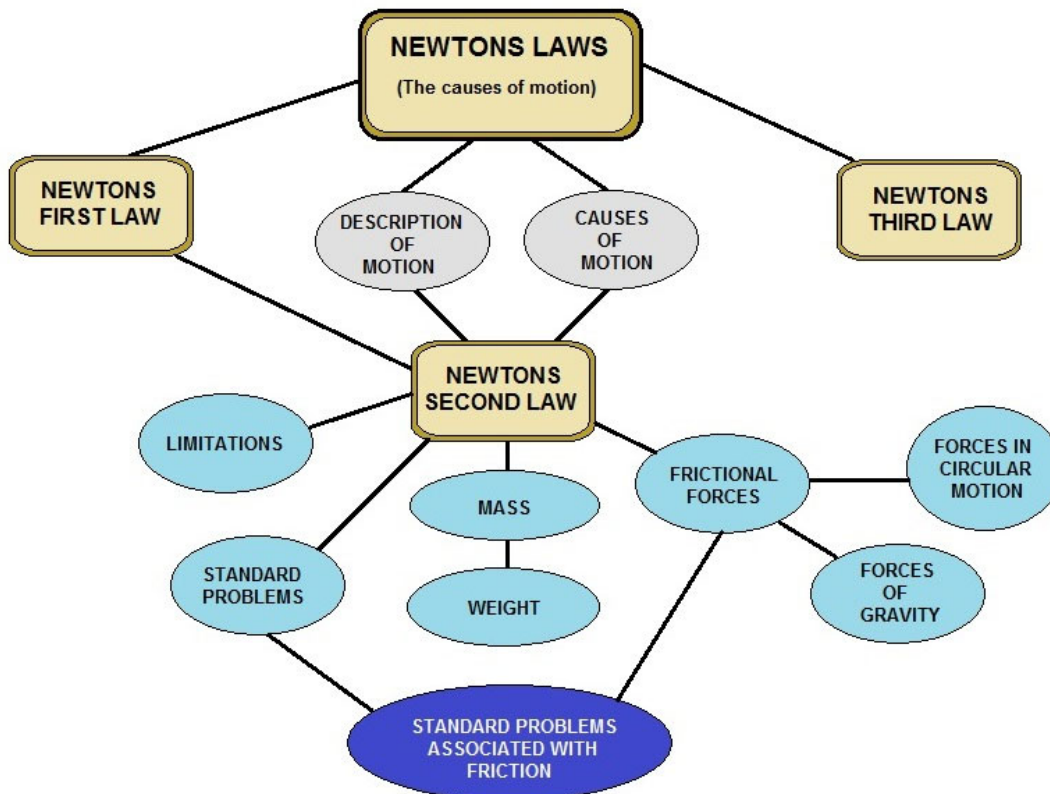 NEWTONS LAWS
(The causes of motion)
NEWTONS
FIRST LAW
DESCRIPTION
OF
MOTION
CAUSES
OF
MOTION
NEWTONS
THIRD LAW
NEWTONS
SECOND LAW
LIMITATIONS
MASS
FRICTIONAL
FORCES
FORCES IN
CIRCULAR
MOTION
STANDARD
PROBLEMS
WEIGHT
FORCES
OF
GRAVITY
STANDARD PROBLEMS
ASSOCIATED WITH
FRICTION